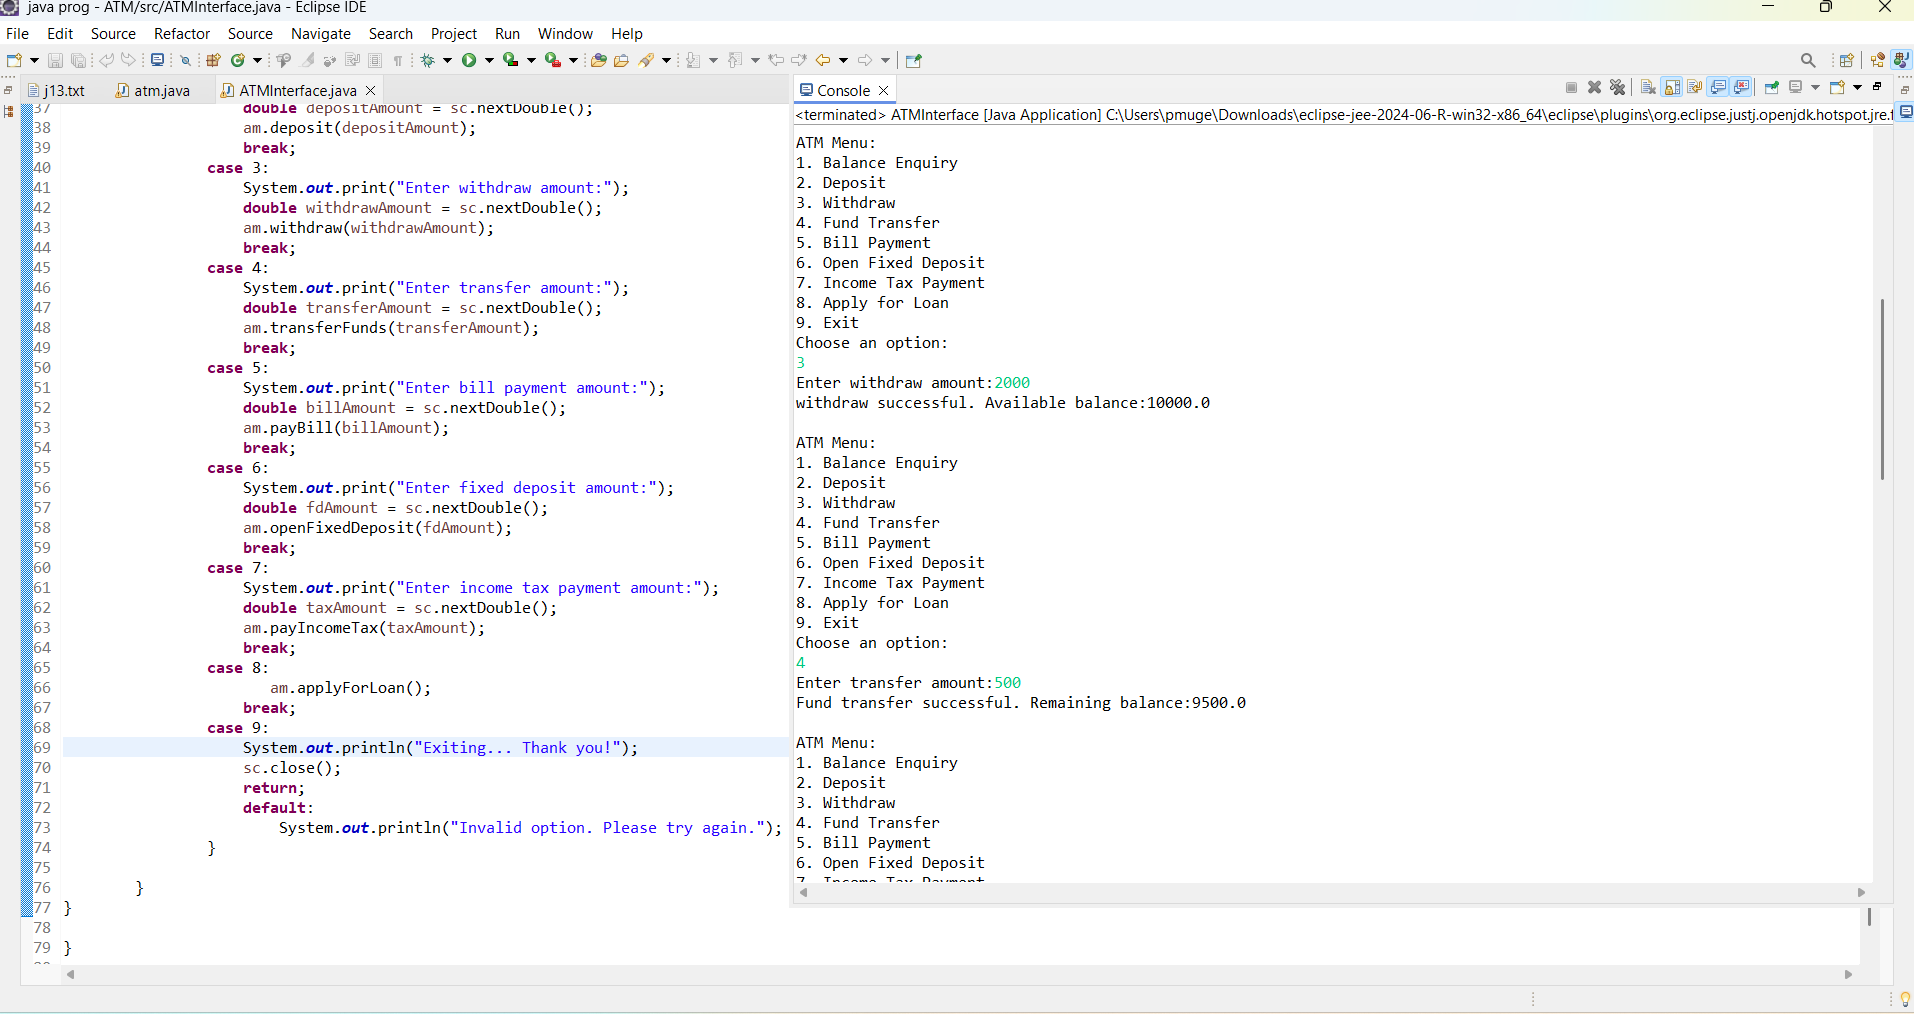 java prog - ATM/src/ATMInterface.java - Eclipse IDE
File Edit Source Refactor Source Navigate Search Project Run Window Help
j13.txt atm.java ATMInterface.java
37 double depositAmount = sc.nextDouble();
38 am.deposit(depositAmount);
39 break;
40 case 3:
41 System.out.print("Enter withdraw amount:");
42 double withdrawAmount = sc.nextDouble();
43 am.withdraw(withdrawAmount);
44 break;
45 case 4:
46 System.out.print("Enter transfer amount:");
47 double transferAmount = sc.nextDouble();
48 am.transferFunds(transferAmount);
49 break;
50 case 5:
51 System.out.print("Enter bill payment amount:");
52 double billAmount = sc.nextDouble();
53 am.payBill(billAmount);
54 break;
55 case 6:
56 System.out.print("Enter fixed deposit amount:");
57 double fdAmount = sc.nextDouble();
58 am.openFixedDeposit(fdAmount);
59 break;
60 case 7:
61 System.out.print("Enter income tax payment amount:");
62 double taxAmount = sc.nextDouble();
63 am.payIncomeTax(taxAmount);
64 break;
65 case 8:
66 am.applyForLoan();
67 break;
68 case 9:
69 System.out.println("Exiting... Thank you!");
70 sc.close();
71 return;
72 default:
73 System.out.println("Invalid option. Please try again.");
74 }
75
76 }
77 }
78
79 }
Console
<terminated> ATMInterface [Java Application] C:\Users\pmuge\Downloads\eclipse-jee-2024-06-R-win32-x86_64\eclipse\plugins\org.eclipse.justj.openjdk.hotspot.jre.f
ATM Menu:
1. Balance Enquiry
2. Deposit
3. Withdraw
4. Fund Transfer
5. Bill Payment
6. Open Fixed Deposit
7. Income Tax Payment
8. Apply for Loan
9. Exit
Choose an option:
3
Enter withdraw amount:2000
withdraw successful. Available balance:10000.0
ATM Menu:
1. Balance Enquiry
2. Deposit
3. Withdraw
4. Fund Transfer
5. Bill Payment
6. Open Fixed Deposit
7. Income Tax Payment
8. Apply for Loan
9. Exit
Choose an option:
4
Enter transfer amount:500
Fund transfer successful. Remaining balance:9500.0
ATM Menu:
1. Balance Enquiry
2. Deposit
3. Withdraw
4. Fund Transfer
5. Bill Payment
6. Open Fixed Deposit
7. Income Tax Payment